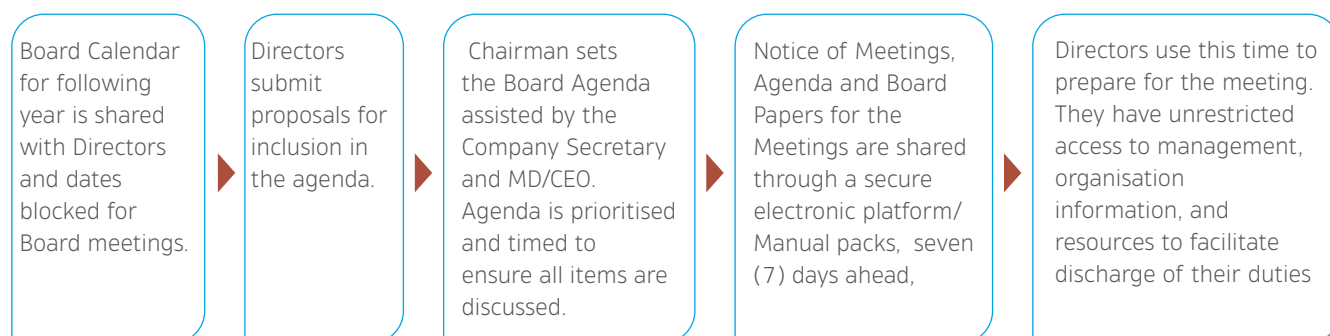 Board Calendar
for following
year is shared
with Directors
and dates
blocked for
Board meetings.
Directors
submit
proposals for
inclusion in
the agenda.
Chairman sets
the Board Agenda
assisted by the
Company Secretary
and MD/CEO.
Agenda is prioritised
and timed to
ensure all items are
discussed.
Notice of Meetings,
Agenda and Board
Papers for the
Meetings are shared
through a secure
electronic platform/
Manual packs, seven
(7) days ahead,
Directors use this time to
prepare for the meeting.
They have unrestricted
access to management,
organisation
information, and
resources to facilitate
discharge of their duties